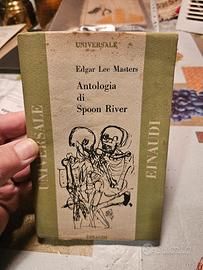 UNIVERSALE
Edgar Lee Masters
Antologia
di
Spoon River
UNIVERSALE
EINAUDI
EINAUDI